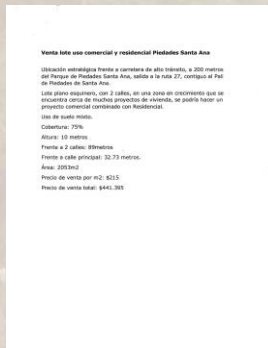 Venta lote uso comercial y residencial Piedades Santa Ana
Ubicación estratégica frente a carretera de alto tránsito, a 200 metros
del Parque de Piedades Santa Ana, salida a la ruta 27, contiguo al Pali
de Piedades de Santa Ana.
Lote plano esquinero, con 2 calles, en una zona en crecimiento que se
encuentra cerca de muchos proyectos de vivienda, se podría hacer un
proyecto comercial combinado con Residencial.
Uso de suelo mixto.
Cobertura: 75%
Altura: 10 metros
Frente a 2 calles: 89metros
Frente a calle principal: 32.73 metros.
Área: 2053m2
Precio de venta por m2: $215
Precio de venta total: $441.395